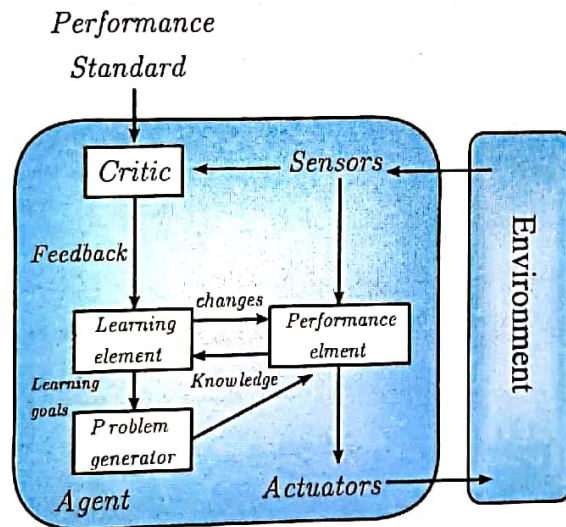 Performance
Standard
Critic
Sensors
Feedback
changes
Learning
element
Performance
elment
Learning
goals
Knowledge
Problem
generator
Agent
Actuators
Environment